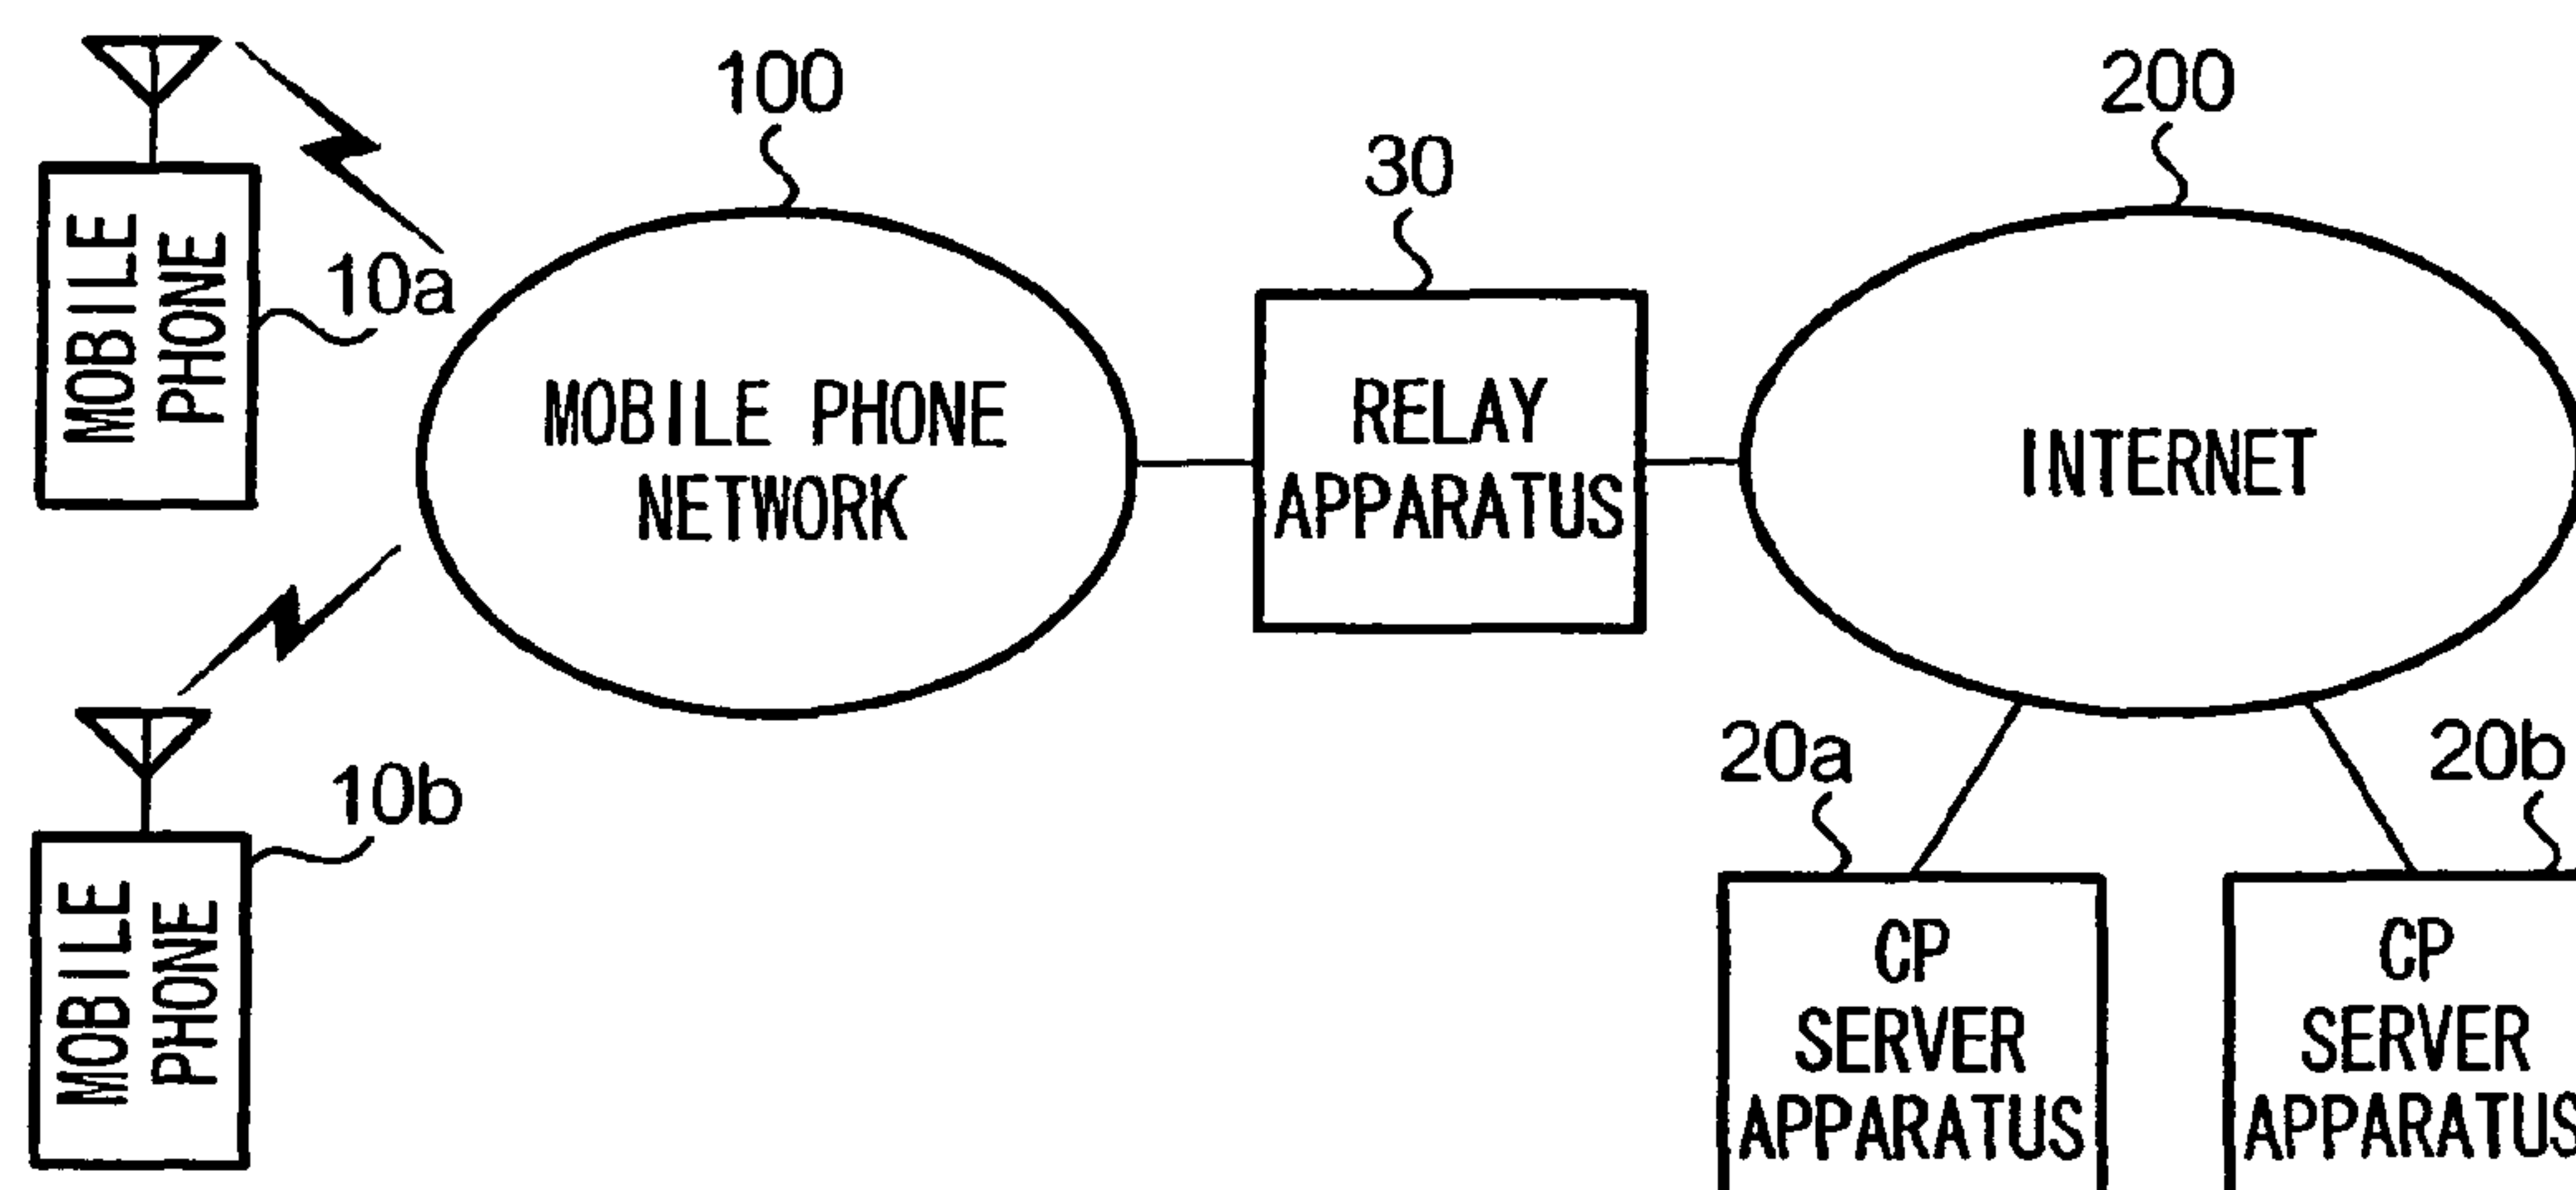 100
200
30
10a
MOBILE
PHONE
MOBILE PHONE
NETWORK
RELAY
APPARATUS
INTERNET
10b
MOBILE
PHONE
20a
20b
CP
SERVER
APPARATUS
CP
SERVER
APPARATUS